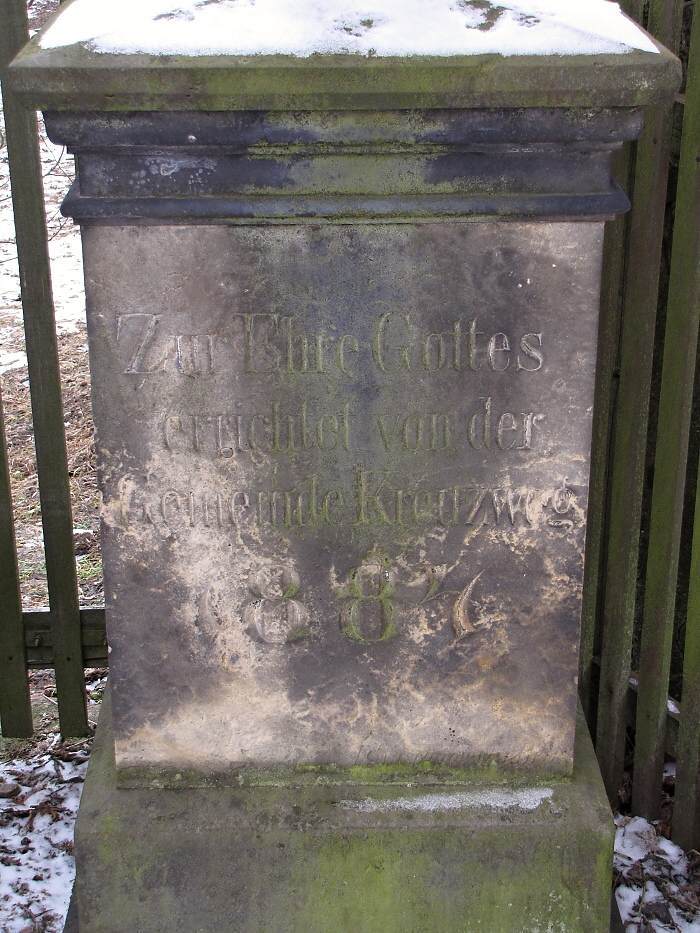 Zur Ehre Gottes
errichtet von der
Gemeinde Kreuzweg
1887